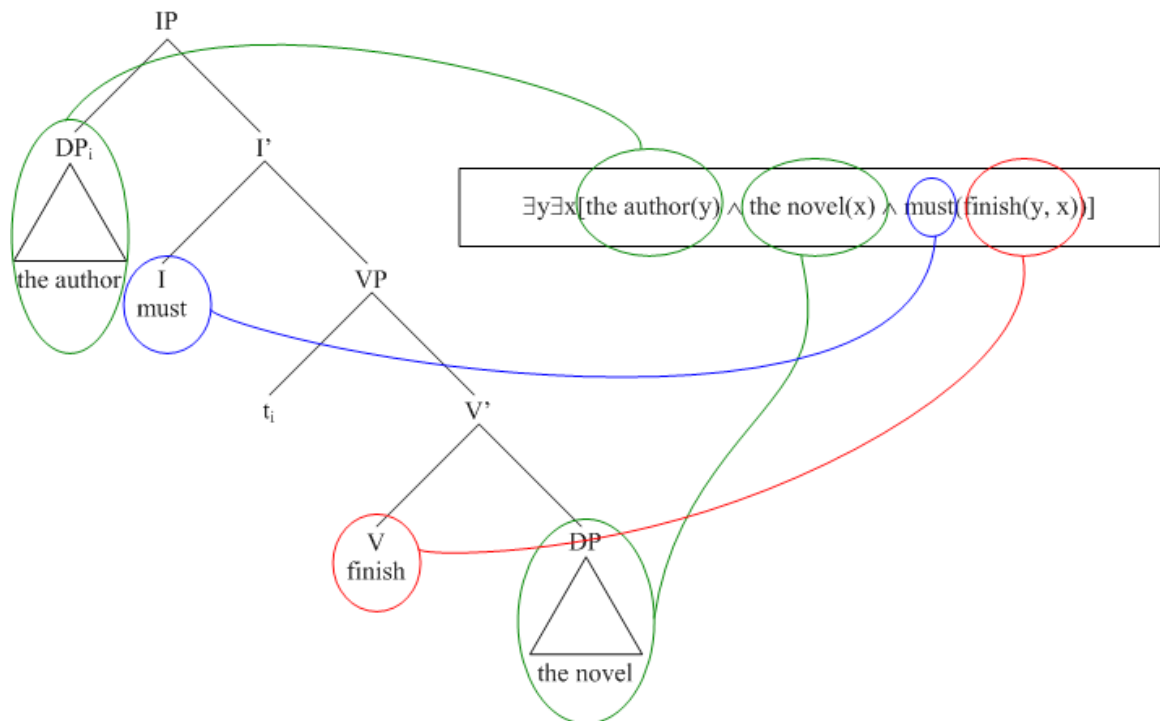 IP
DPi
I’
∃y∃x[the author(y) ∧ the novel(x) ∧ must(finish(y, x))]
the author
I
must
VP
ti
V’
V
finish
DP
the novel